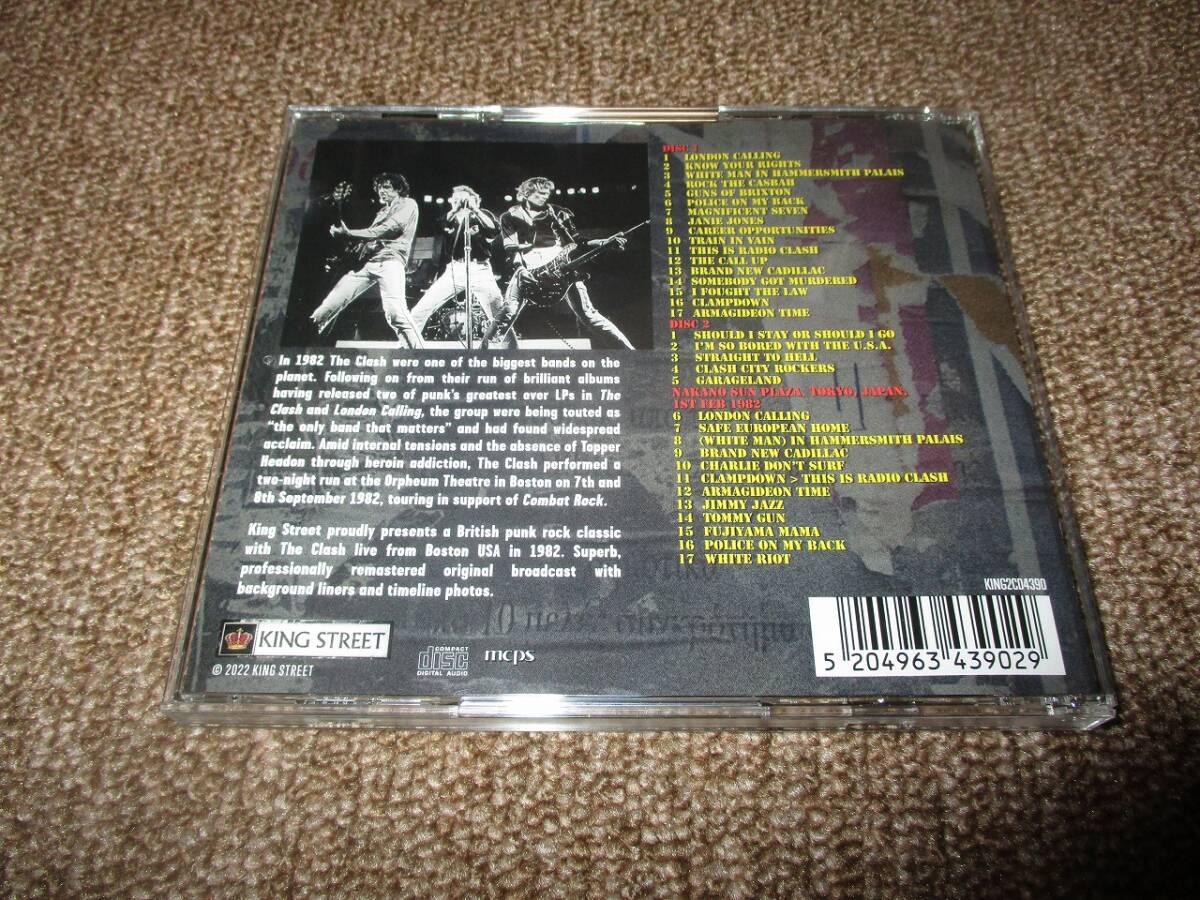 In 1982 The Clash were one of the biggest bands on the
planet. Following on from their run of brilliant albums
having released two of punk's greatest over LPs in The
Clash and London Calling, the group were being touted as
"the only band that matters" and had found widespread
acclaim. Amid internal tensions and the absence of Topper
Headon through heroin addiction, The Clash performed a
two-night run at the Orpheum Theatre in Boston on 7th and
8th September 1982, touring in support of Combat Rock.
King Street proudly presents a British punk rock classic
with The Clash live from Boston USA in 1982. Superb,
professionally remastered original broadcast with
background liners and timeline photos.
KING STREET
© 2022 KING STREET
COMPACT
disc
DIGITAL AUDIO
mcps
DISC 1
1 LONDON CALLING
2 KNOW YOUR RIGHTS
3 WHITE MAN IN HAMMERSMITH PALAIS
4 ROCK THE CASBAH
5 GUNS OF BRIXTON
6 POLICE ON MY BACK
7 MAGNIFICENT SEVEN
8 JANIE JONES
9 CAREER OPPORTUNITIES
10 TRAIN IN VAIN
11 THIS IS RADIO CLASH
12 THE CALL UP
13 BRAND NEW CADILLAC
14 SOMEBODY GOT MURDERED
15 I FOUGHT THE LAW
16 CLAMPDOWN
17 ARMAGIDEON TIME
DISC 2
1 SHOULD I STAY OR SHOULD I GO
2 I'M SO BORED WITH THE U.S.A.
3 STRAIGHT TO HELL
4 CLASH CITY ROCKERS
5 GARAGELAND
NAKANO SUN PLAZA, TOKYO, JAPAN,
1ST FEB 1982
6 LONDON CALLING
7 SAFE EUROPEAN HOME
8 (WHITE MAN) IN HAMMERSMITH PALAIS
9 BRAND NEW CADILLAC
10 CHARLIE DON'T SURF
11 CLAMPDOWN > THIS IS RADIO CLASH
12 ARMAGIDEON TIME
13 JIMMY JAZZ
14 TOMMY GUN
15 FUJIYAMA MAMA
16 POLICE ON MY BACK
17 WHITE RIOT
KING2CD4390
5 204963 439029